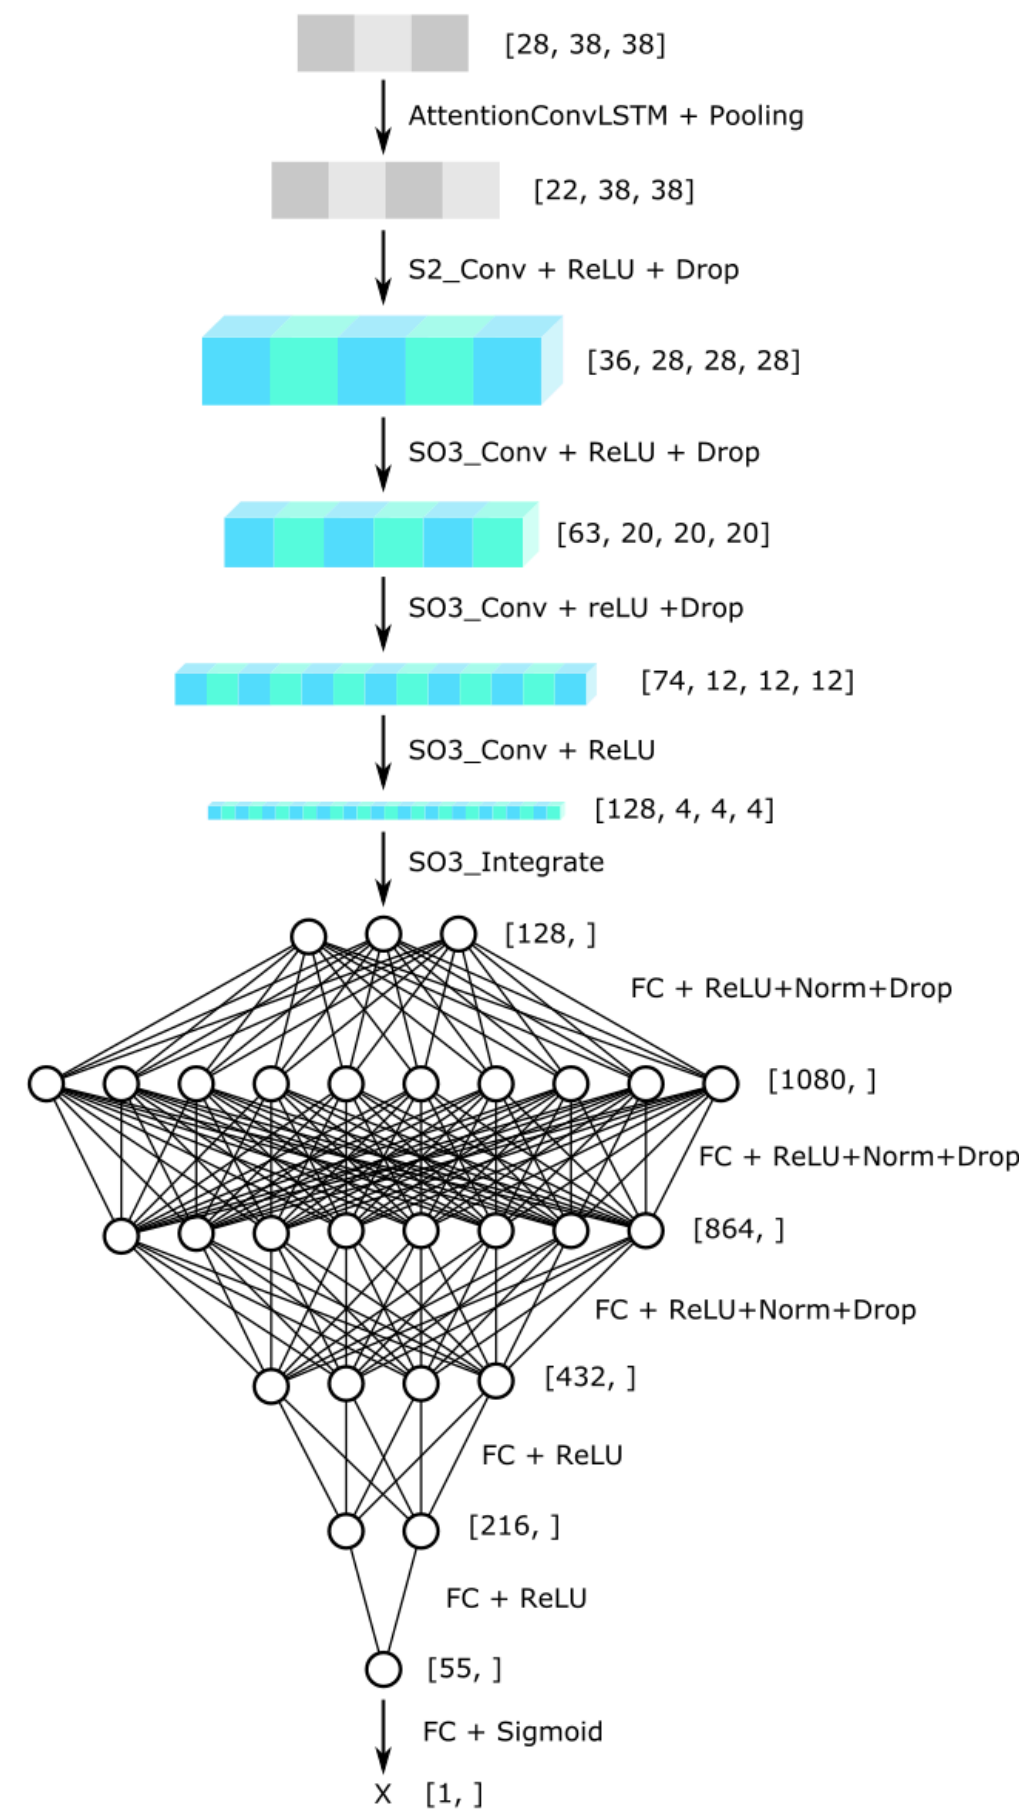 [28, 38, 38]
AttentionConvLSTM + Pooling
[22, 38, 38]
S2_Conv + ReLU + Drop
[36, 28, 28, 28]
SO3_Conv + ReLU + Drop
[63, 20, 20, 20]
SO3_Conv + reLU +Drop
[74, 12, 12, 12]
SO3_Conv + ReLU
[128, 4, 4, 4]
SO3_Integrate
[128, ]
FC + ReLU+Norm+Drop
[1080, ]
FC + ReLU+Norm+Drop
[864, ]
FC + ReLU+Norm+Drop
[432, ]
FC + ReLU
[216, ]
FC + ReLU
[55, ]
FC + Sigmoid
X [1, ]